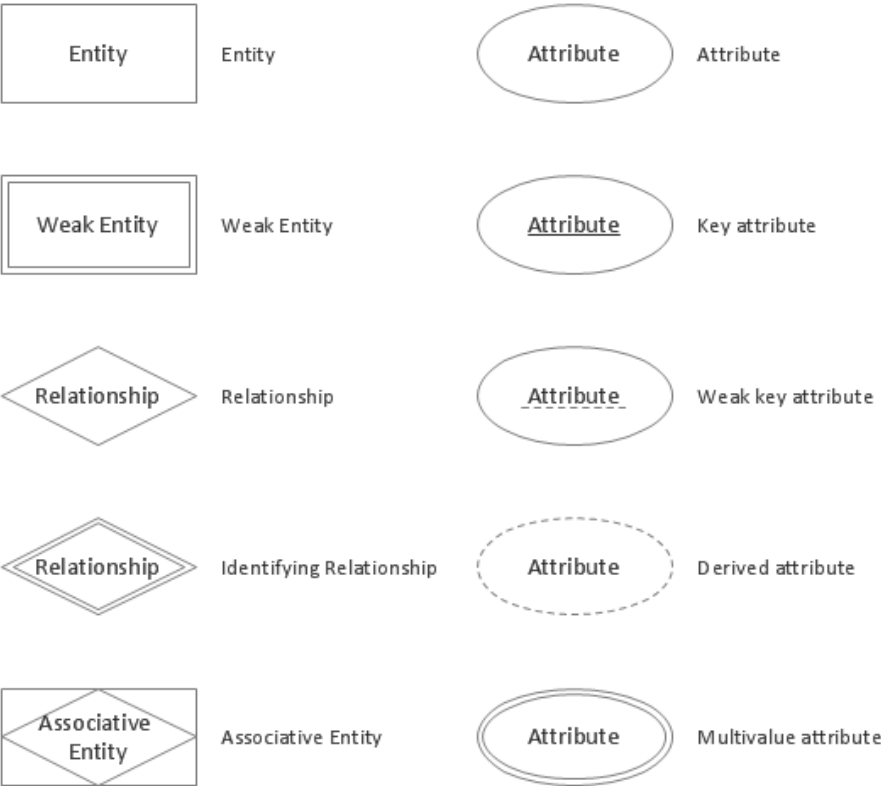 Entity
Entity
Attribute
Attribute
Weak Entity
Weak Entity
Attribute
Key attribute
Relationship
Relationship
Attribute
Weak key attribute
Relationship
Identifying Relationship
Attribute
Derived attribute
Associative
Entity
Associative Entity
Attribute
Multivalue attribute